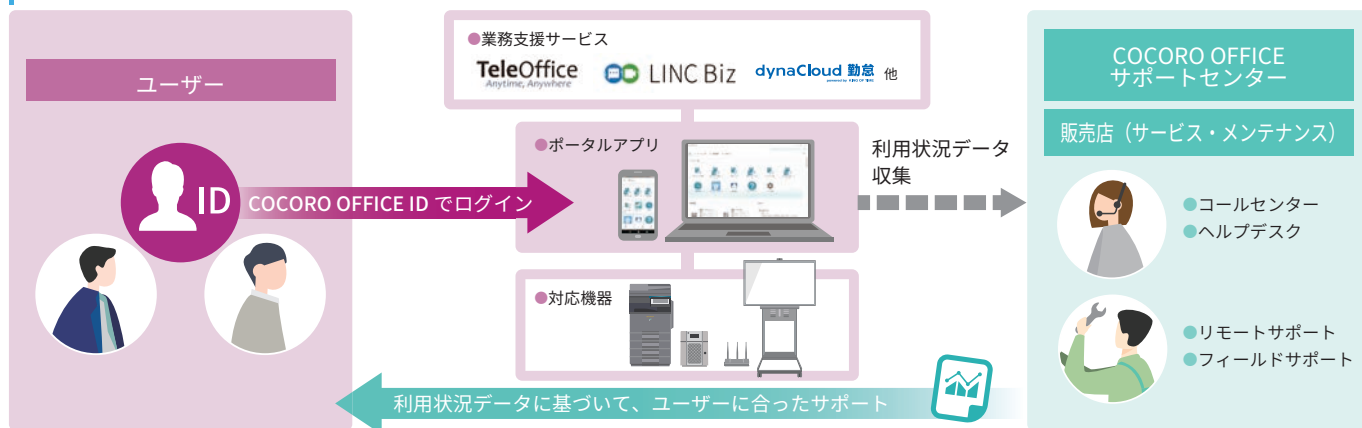 ユーザー
ID
COCORO OFFICE ID でログイン
●業務支援サービス
TeleOffice
Anytime, Anywhere
LINC Biz
dynaCloud 勤怠
他
●ポータルアプリ
●対応機器
利用状況データ
収集
COCORO OFFICE
サポートセンター
販売店（サービス・メンテナンス）
●コールセンター
●ヘルプデスク
●リモートサポート
●フィールドサポート
利用状況データに基づいて、ユーザーに合ったサポート